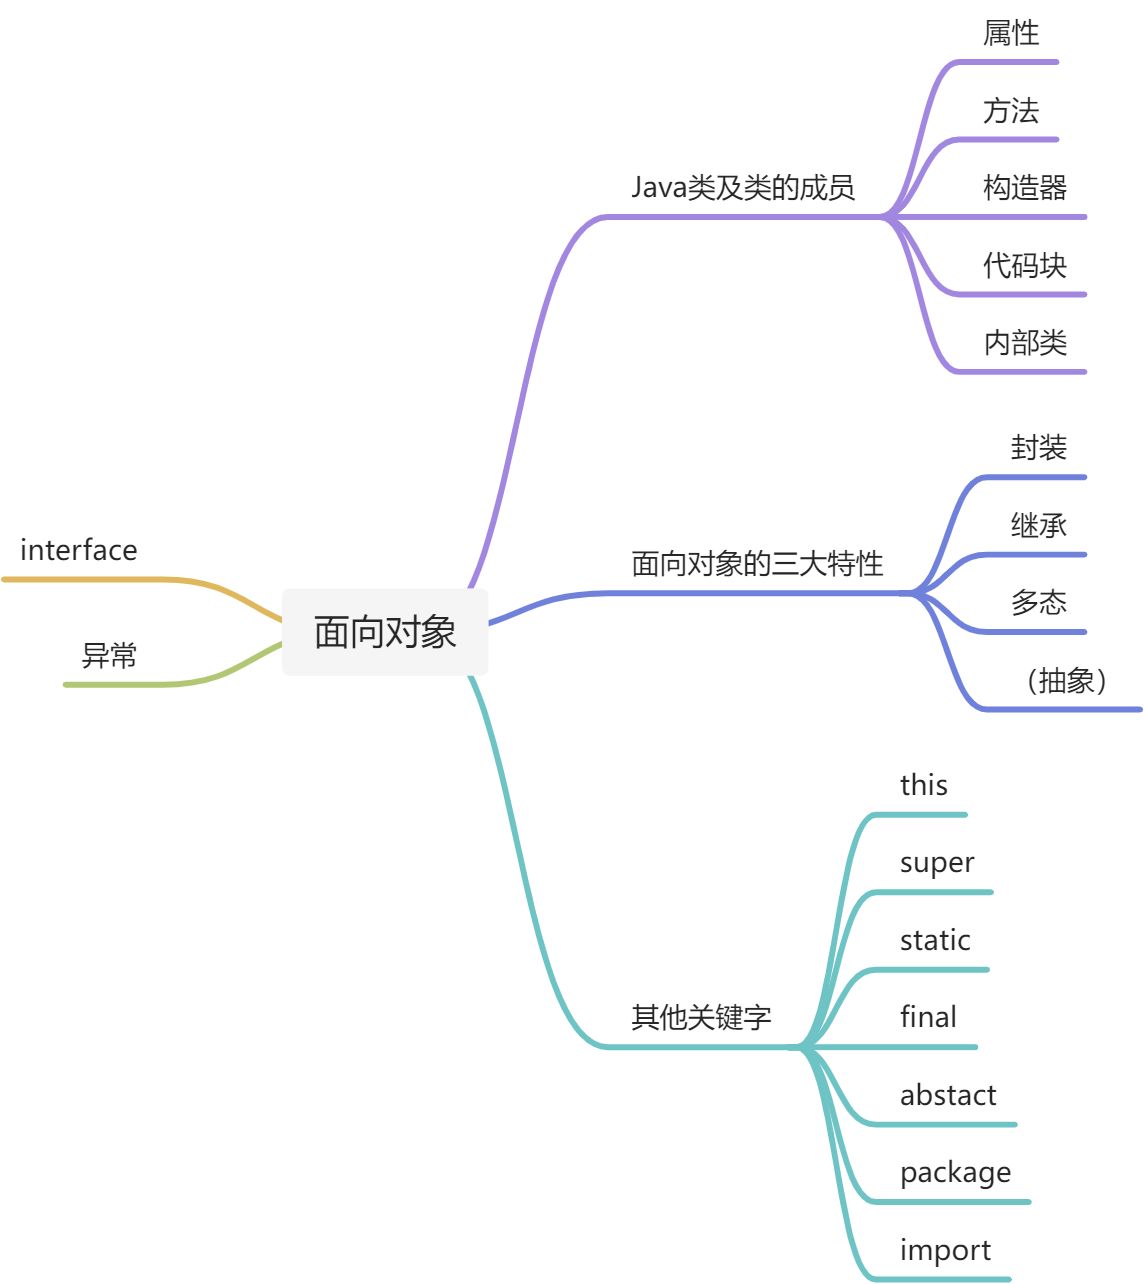 面向对象
Java类及类的成员
属性
方法
构造器
代码块
内部类
面向对象的三大特性
封装
继承
多态
（抽象）
其他关键字
this
super
static
final
abstact
package
import
interface
异常